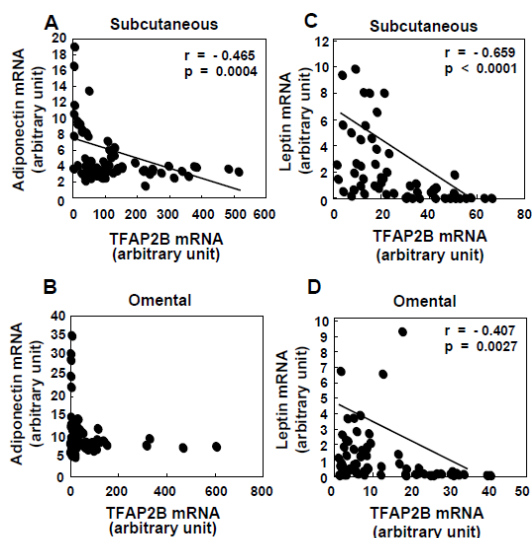 A
Subcutaneous
r = - 0.465
p = 0.0004
Adiponectin mRNA
(arbitrary unit)
20
18
16
14
12
10
8
6
4
2
0
0 100 200 300 400 500 600
TFAP2B mRNA
(arbitrary unit)
C
Subcutaneous
r = - 0.659
p < 0.0001
Leptin mRNA
(arbitrary unit)
12
10
8
6
4
2
0
0 20 40 60 80
TFAP2B mRNA
(arbitrary unit)
B
Omental
Adiponectin mRNA
(arbitrary unit)
40
35
30
25
20
15
10
5
0
0 200 400 600 800
TFAP2B mRNA
(arbitrary unit)
D
Omental
r = - 0.407
p = 0.0027
Leptin mRNA
(arbitrary unit)
10
9
8
7
6
5
4
3
2
1
0
0 10 20 30 40 50
TFAP2B mRNA
(arbitrary unit)